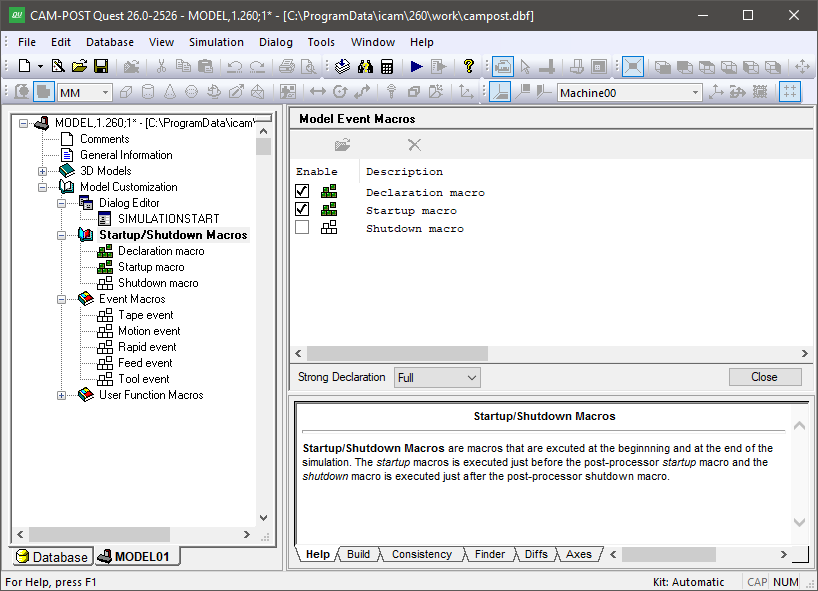 CAM-POST Quest 26.0-2526 - MODEL,1.260;1* - [C:\ProgramData\icam\260\work\campost.dbf]
File Edit Database View Simulation Dialog Tools Window Help
MM Machine00
MODEL,1.260;1* - [C:\ProgramData\icam\
Comments
General Information
3D Models
Model Customization
Dialog Editor
SIMULATIONSTART
Startup/Shutdown Macros
Declaration macro
Startup macro
Shutdown macro
Event Macros
Tape event
Motion event
Rapid event
Feed event
Tool event
User Function Macros
Database MODEL01
Model Event Macros
Enable Description
Declaration macro
Startup macro
Shutdown macro
Strong Declaration Full Close
Startup/Shutdown Macros
Startup/Shutdown Macros are macros that are excuted at the beginnning and at the end of the
simulation. The startup macros is executed just before the post-processor startup macro and the
shutdown macro is executed just after the post-processor shutdown macro.
Help Build Consistency Finder Diffs Axes
For Help, press F1 Kit: Automatic CAP NUM